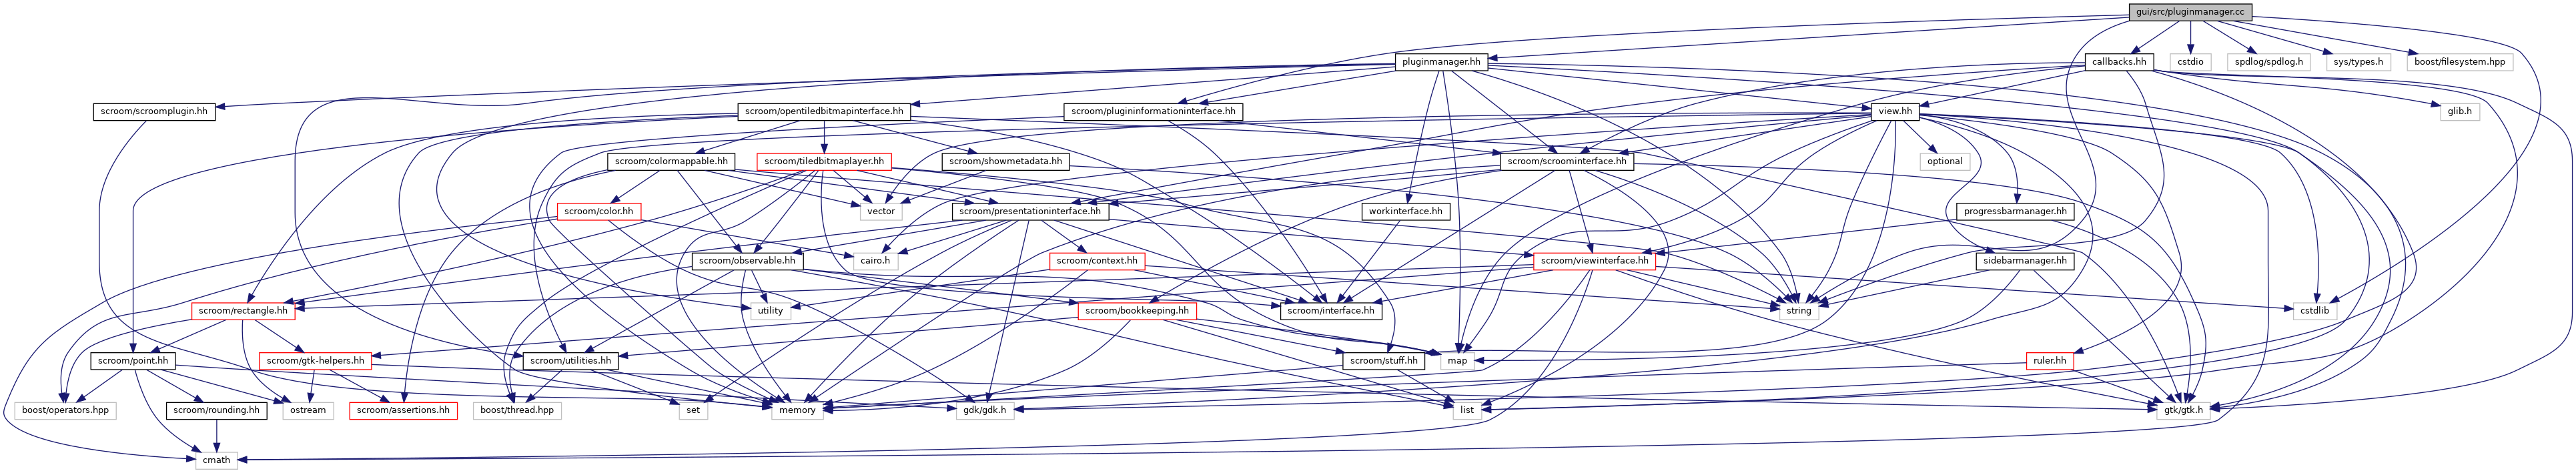 gui/src/pluginmanager.cc
pluginmanager.hh
callbacks.hh
cstdio
spdlog/spdlog.h
sys/types.h
boost/filesystem.hpp
scroom/scroomplugin.hh
scroom/opentiledbitmapinterface.hh
scroom/plugininformationinterface.hh
view.hh
glib.h
scroom/colormappable.hh
scroom/tiledbitmaplayer.hh
scroom/showmetadata.hh
scroom/scroominterface.hh
optional
scroom/color.hh
vector
scroom/presentationinterface.hh
workinterface.hh
progressbarmanager.hh
scroom/observable.hh
cairo.h
scroom/context.hh
scroom/viewinterface.hh
sidebarmanager.hh
scroom/rectangle.hh
utility
scroom/bookkeeping.hh
scroom/interface.hh
string
cstdlib
scroom/point.hh
scroom/gtk-helpers.hh
scroom/utilities.hh
scroom/stuff.hh
map
ruler.hh
boost/operators.hpp
scroom/rounding.hh
ostream
scroom/assertions.hh
boost/thread.hpp
set
memory
gdk/gdk.h
list
gtk/gtk.h
cmath